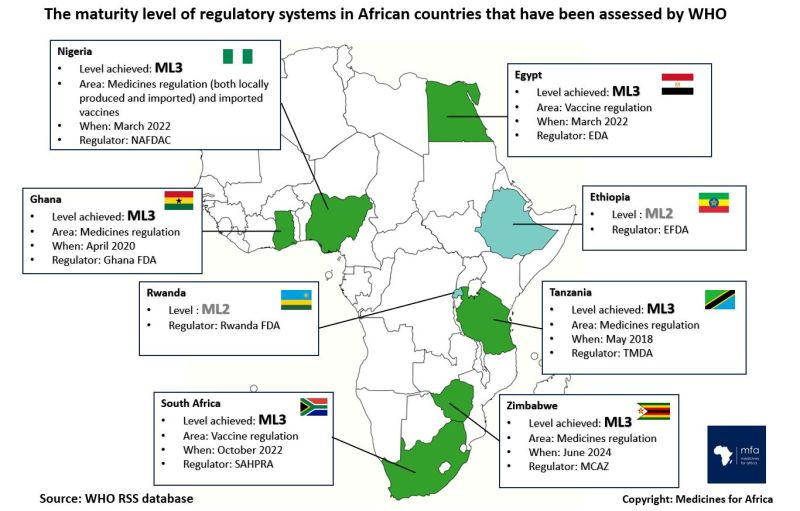 The maturity level of regulatory systems in African countries that have been assessed by WHO
Nigeria
• Level achieved: ML3
• Area: Medicines regulation (both locally
produced and imported) and imported
vaccines
• When: March 2022
• Regulator: NAFDAC
Egypt
• Level achieved: ML3
• Area: Vaccine regulation
• When: March 2022
• Regulator: EDA
Ghana
• Level achieved: ML3
• Area: Medicines regulation
• When: April 2020
• Regulator: Ghana FDA
Ethiopia
• Level : ML2
• Regulator: EFDA
Rwanda
• Level : ML2
• Regulator: Rwanda FDA
Tanzania
• Level achieved: ML3
• Area: Medicines regulation
• When: May 2018
• Regulator: TMDA
South Africa
• Level achieved: ML3
• Area: Vaccine regulation
• When: October 2022
• Regulator: SAHPRA
Zimbabwe
• Level achieved: ML3
• Area: Medicines regulation
• When: June 2024
• Regulator: MCAZ
mfa
medicines
for africa
Source: WHO RSS database
Copyright: Medicines for Africa